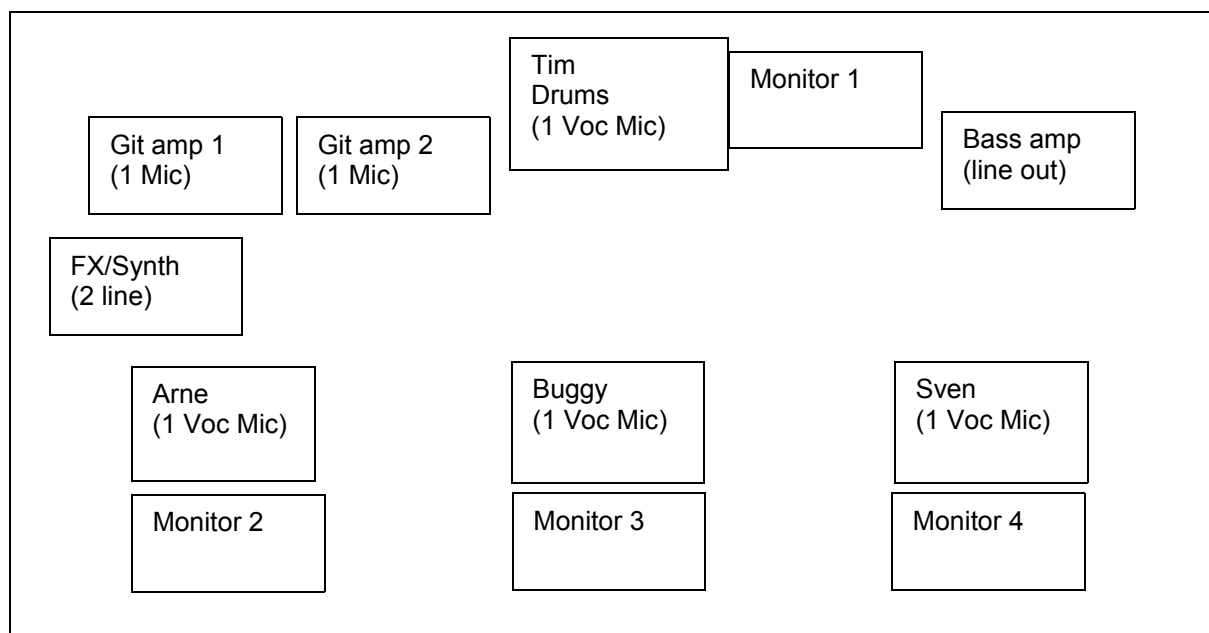 Tim
Drums
(1 Voc Mic)
Monitor 1
Git amp 1
(1 Mic)
Git amp 2
(1 Mic)
Bass amp
(line out)
FX/Synth
(2 line)
Arne
(1 Voc Mic)
Buggy
(1 Voc Mic)
Sven
(1 Voc Mic)
Monitor 2
Monitor 3
Monitor 4